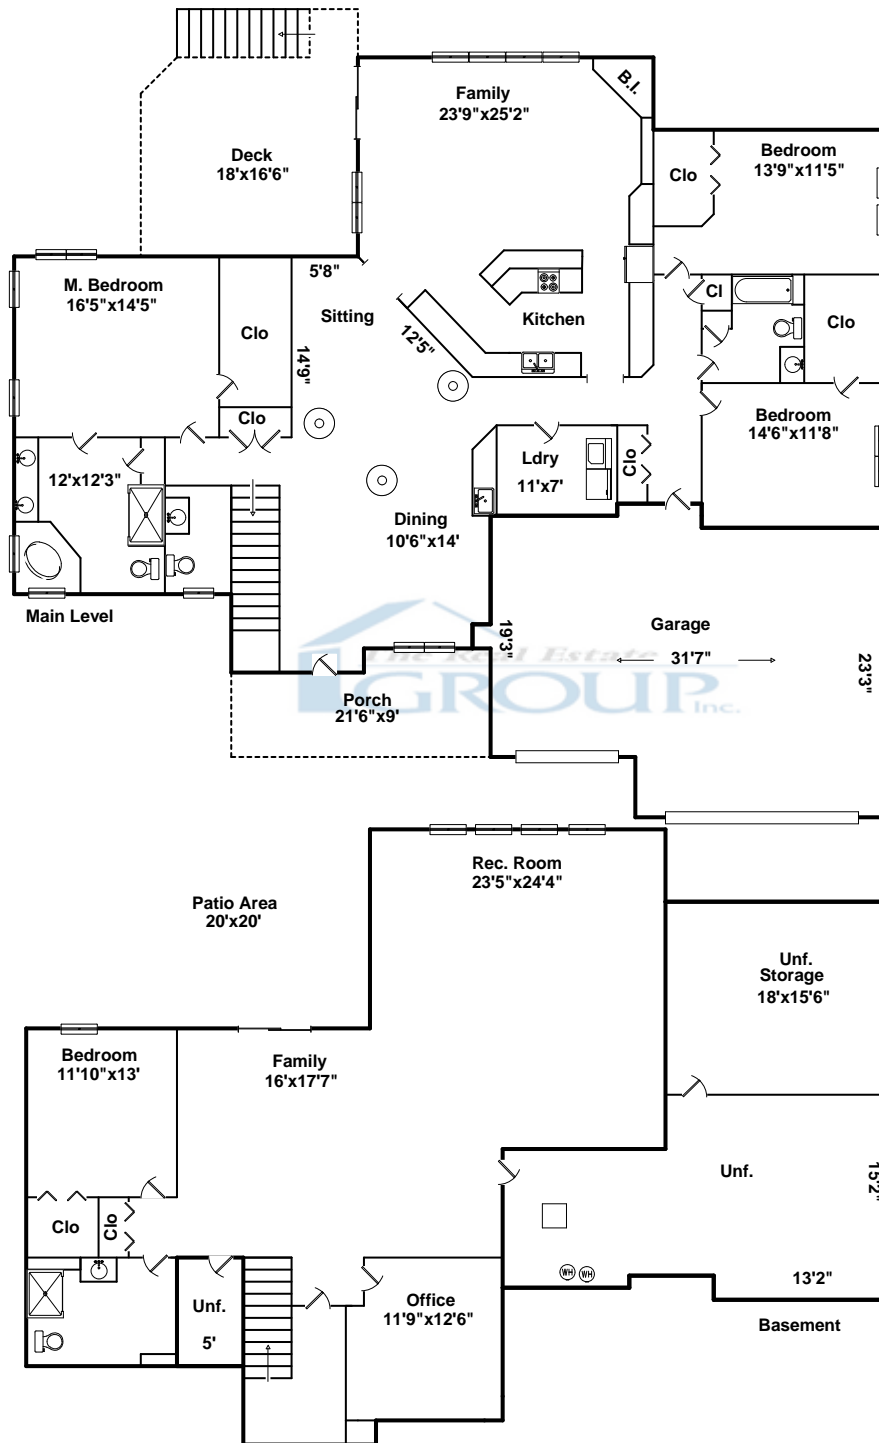 Family
23'9"x25'2"
B.I.
Deck
18'x16'6"
Clo
Bedroom
13'9"x11'5"
M. Bedroom
16'5"x14'5"
5'8"
Sitting
Clo
14'9"
12'5"
Kitchen
Cl
Clo
Clo
Bedroom
14'6"x11'8"
12'x12'3"
Ldry
11'x7'
Clo
Dining
10'6"x14'
Main Level
19'3"
Garage
31'7"
23'3"
The Real Estate
GROUP
Inc.
Porch
21'6"x9'
Rec. Room
23'5"x24'4"
Patio Area
20'x20'
Unf.
Storage
18'x15'6"
Bedroom
11'10"x13'
Family
16'x17'7"
Unf.
15'2"
Clo
Clo
WH
WH
13'2"
Unf.
5'
Office
11'9"x12'6"
Basement